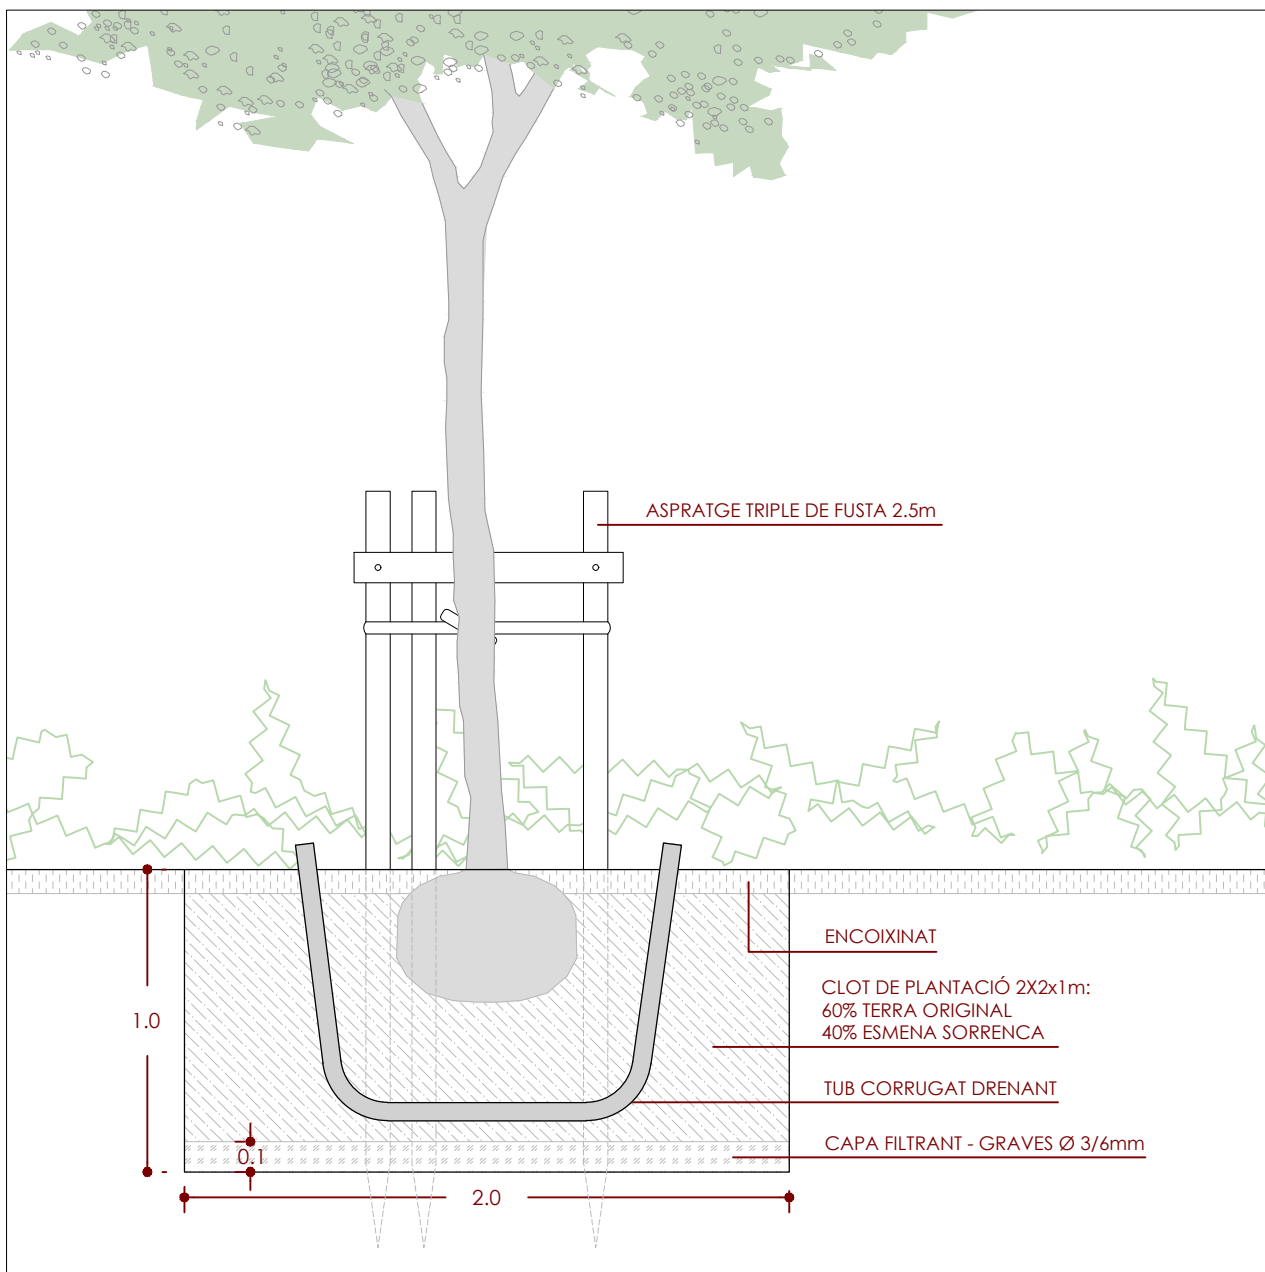 ASPRATGE TRIPLE DE FUSTA 2.5m
ENCOIXINAT
CLOT DE PLANTACIÓ 2X2x1m:
60% TERRA ORIGINAL
40% ESMENA SORRENCA
1.0
TUB CORRUGAT DRENANT
CAPA FILTRANT - GRAVES Ø 3/6mm
0.1
2.0